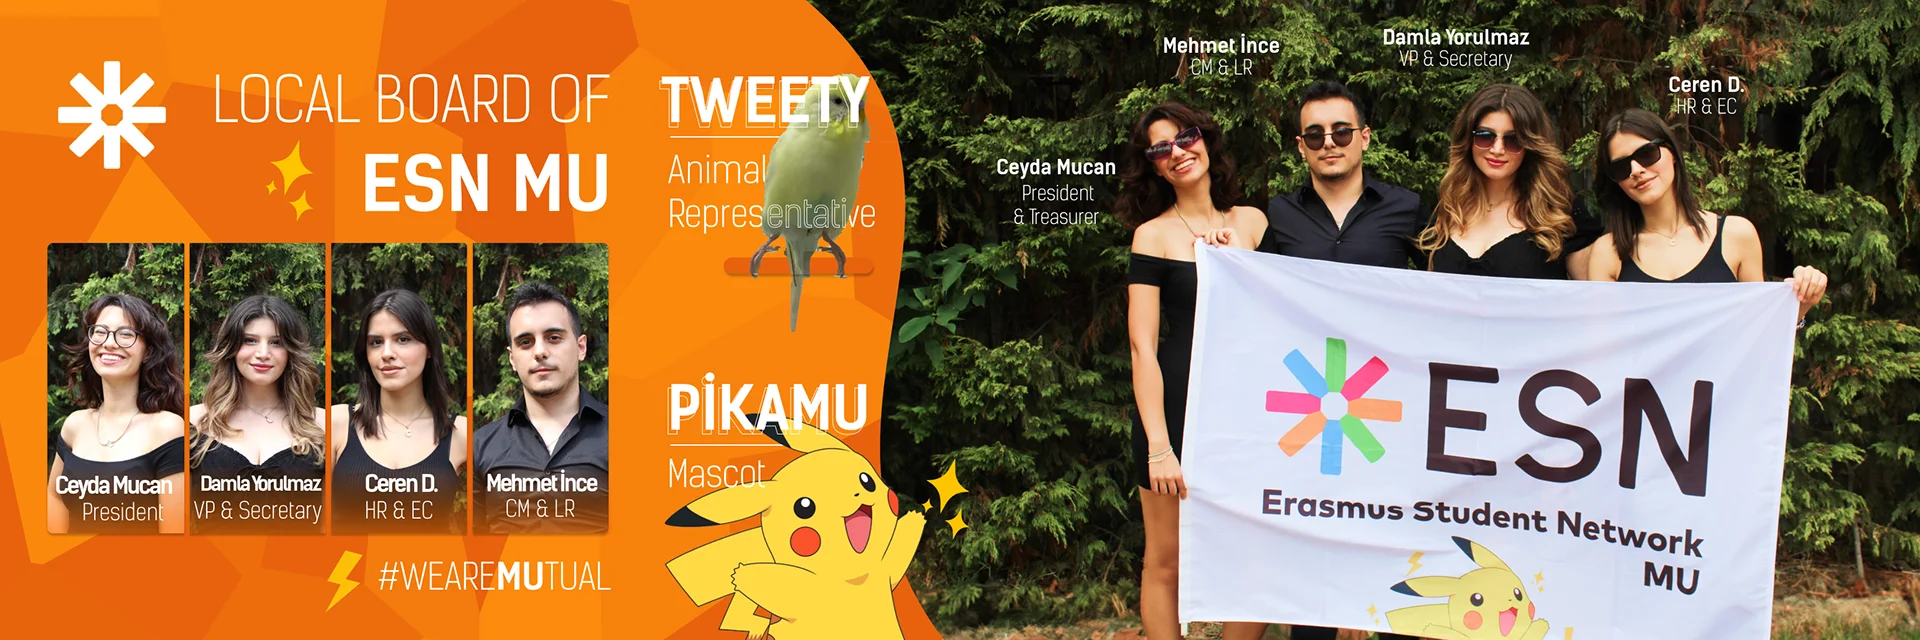 LOCAL BOARD OF
ESN MU
Ceyda Mucan
President
Damla Yorulmaz
VP & Secretary
Ceren D.
HR & EC
Mehmet İnce
CM & LR
#WEAREMUTUAL
TWEETY
Animal
Representative
PİKAMU
Mascot
Ceyda Mucan
President
& Treasurer
Mehmet İnce
CM & LR
Damla Yorulmaz
VP & Secretary
Ceren D.
HR & EC
ESN
Erasmus Student Network
MU